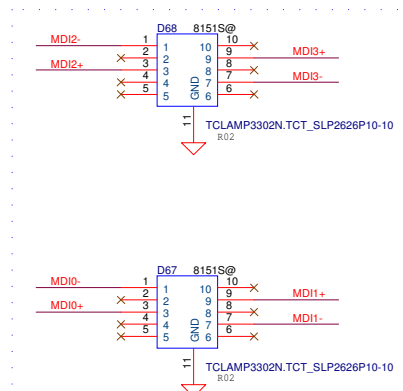 D68 8151S@
MDI2- 1 1 10 10
2 2 9 9 MDI3+
MDI2+ 3 3 8 8
4 4 7 7 MDI3-
5 5 6 6
GND
11
TCLAMP3302N.TCT_SLP2626P10-10
R02
D67 8151S@
MDI0- 1 1 10 10
2 2 9 9 MDI1+
MDI0+ 3 3 8 8
4 4 7 7 MDI1-
5 5 6 6
GND
11
TCLAMP3302N.TCT_SLP2626P10-10
R02